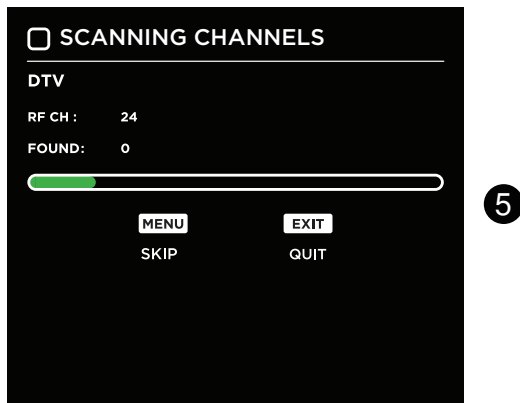 SCANNING CHANNELS
DTV
RF CH : 24
FOUND: 0
MENU EXIT
SKIP QUIT
5